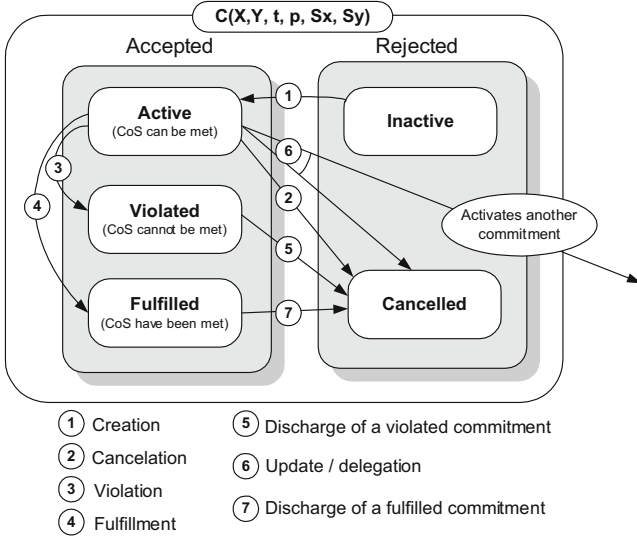 C(X,Y, t, p, Sx, Sy)
Accepted
Rejected
Active
(CoS can be met)
1
Inactive
6
3
2
4
Violated
(CoS cannot be met)
Activates another
commitment
5
Fulfilled
(CoS have been met)
7
Cancelled
1 Creation
2 Cancelation
3 Violation
4 Fulfillment
5 Discharge of a violated commitment
6 Update / delegation
7 Discharge of a fulfilled commitment